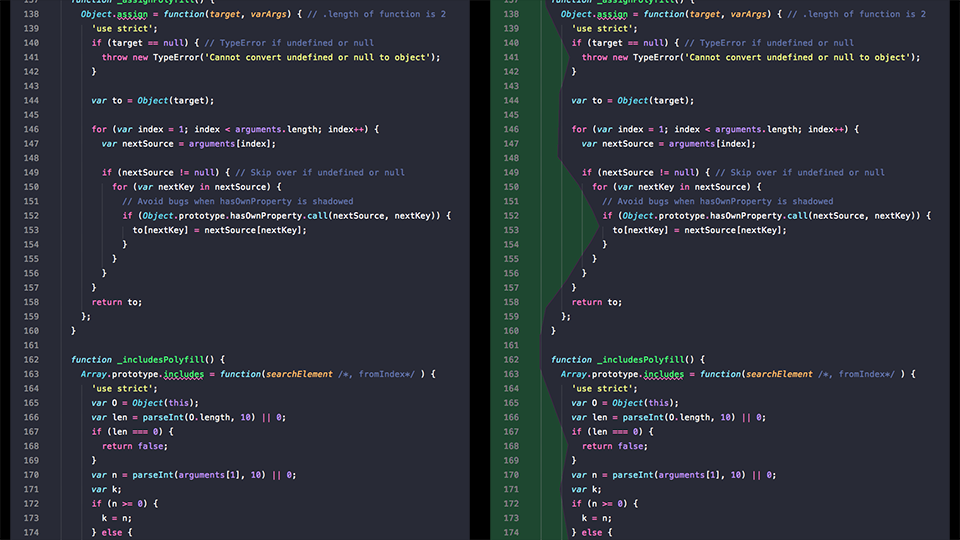 137 function _assignPolyfill() {
138 Object.assign = function(target, varArgs) { // .length of function is 2
139 'use strict';
140 if (target == null) { // TypeError if undefined or null
141 throw new TypeError('Cannot convert undefined or null to object');
142 }
143
144 var to = Object(target);
145
146 for (var index = 1; index < arguments.length; index++) {
147 var nextSource = arguments[index];
148
149 if (nextSource != null) { // Skip over if undefined or null
150 for (var nextKey in nextSource) {
151 // Avoid bugs when hasOwnProperty is shadowed
152 if (Object.prototype.hasOwnProperty.call(nextSource, nextKey)) {
153 to[nextKey] = nextSource[nextKey];
154 }
155 }
156 }
157 }
158 return to;
159 };
160 }
161
162 function _includesPolyfill() {
163 Array.prototype.includes = function(searchElement /*, fromIndex*/ ) {
164 'use strict';
165 var O = Object(this);
166 var len = parseInt(O.length, 10) || 0;
167 if (len === 0) {
168 return false;
169 }
170 var n = parseInt(arguments[1], 10) || 0;
171 var k;
172 if (n >= 0) {
173 k = n;
174 } else {
137 function _assignPolyfill() {
138 Object.assign = function(target, varArgs) { // .length of function is 2
139 'use strict';
140 if (target == null) { // TypeError if undefined or null
141 throw new TypeError('Cannot convert undefined or null to object');
142 }
143
144 var to = Object(target);
145
146 for (var index = 1; index < arguments.length; index++) {
147 var nextSource = arguments[index];
148
149 if (nextSource != null) { // Skip over if undefined or null
150 for (var nextKey in nextSource) {
151 // Avoid bugs when hasOwnProperty is shadowed
152 if (Object.prototype.hasOwnProperty.call(nextSource, nextKey)) {
153 to[nextKey] = nextSource[nextKey];
154 }
155 }
156 }
157 }
158 return to;
159 };
160 }
161
162 function _includesPolyfill() {
163 Array.prototype.includes = function(searchElement /*, fromIndex*/ ) {
164 'use strict';
165 var O = Object(this);
166 var len = parseInt(O.length, 10) || 0;
167 if (len === 0) {
168 return false;
169 }
170 var n = parseInt(arguments[1], 10) || 0;
171 var k;
172 if (n >= 0) {
173 k = n;
174 } else {